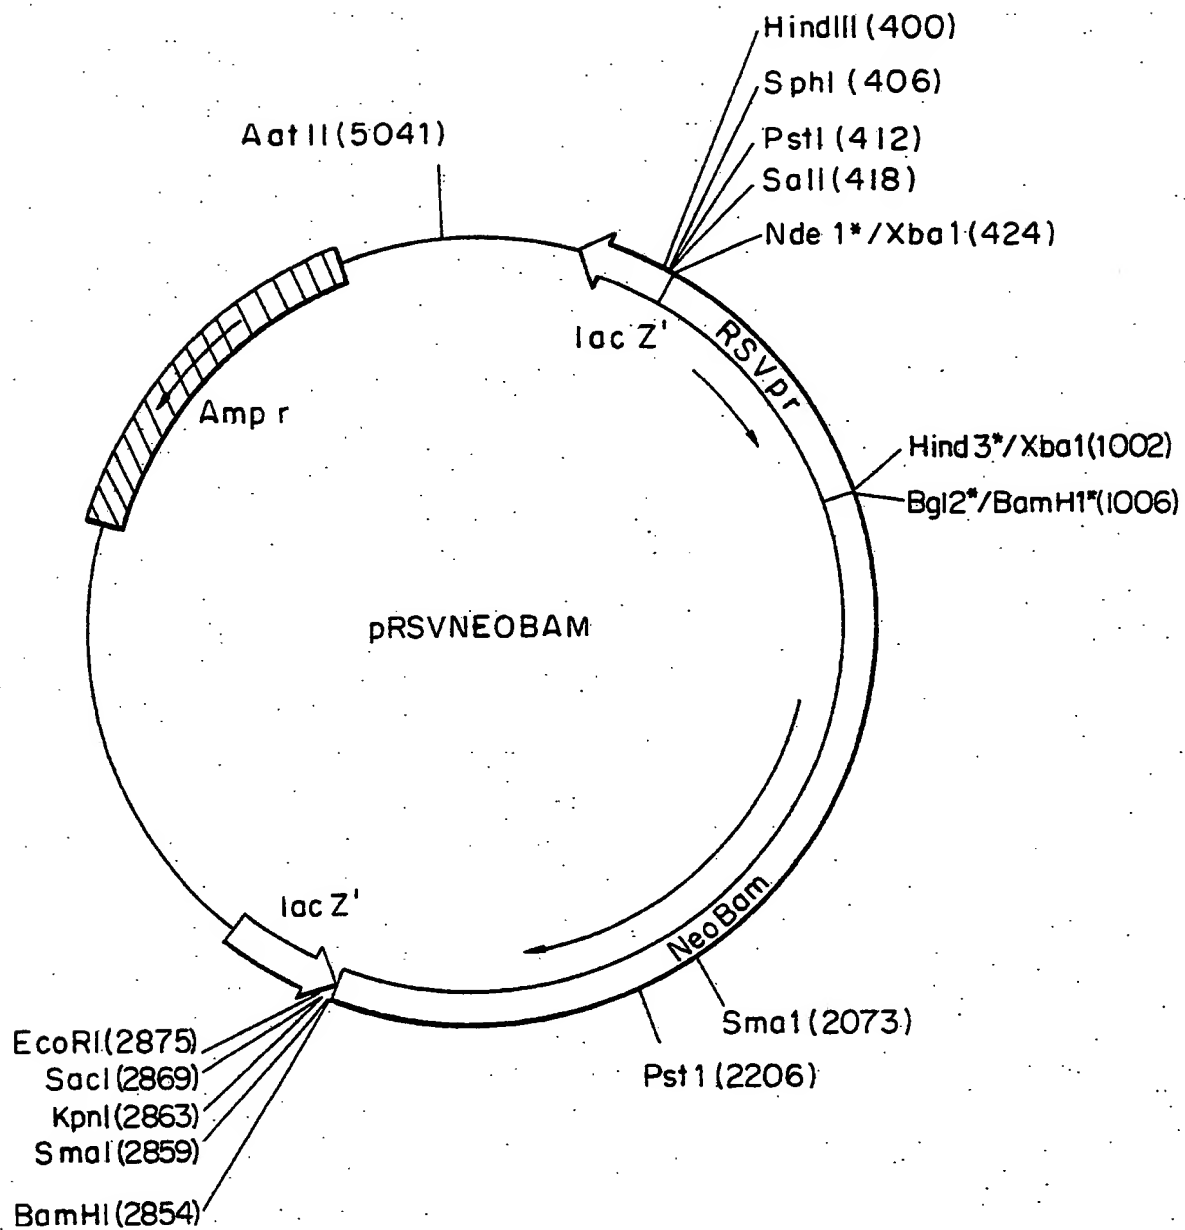 HindIII (400)
SphI (406)
Aat II (5041)
PstI (412)
SalI (418)
Nde 1*/Xba1 (424)
lac Z'
RSVpr
Amp r
Hind 3*/Xba1(1002)
Bgl2*/BamH1*(1006)
pRSVNEOBAM
lac Z'
NeoBam
Sma1 (2073)
EcoRI (2875)
Pst 1 (2206)
SacI (2869)
KpnI (2863)
SmaI (2859)
BamHI (2854)